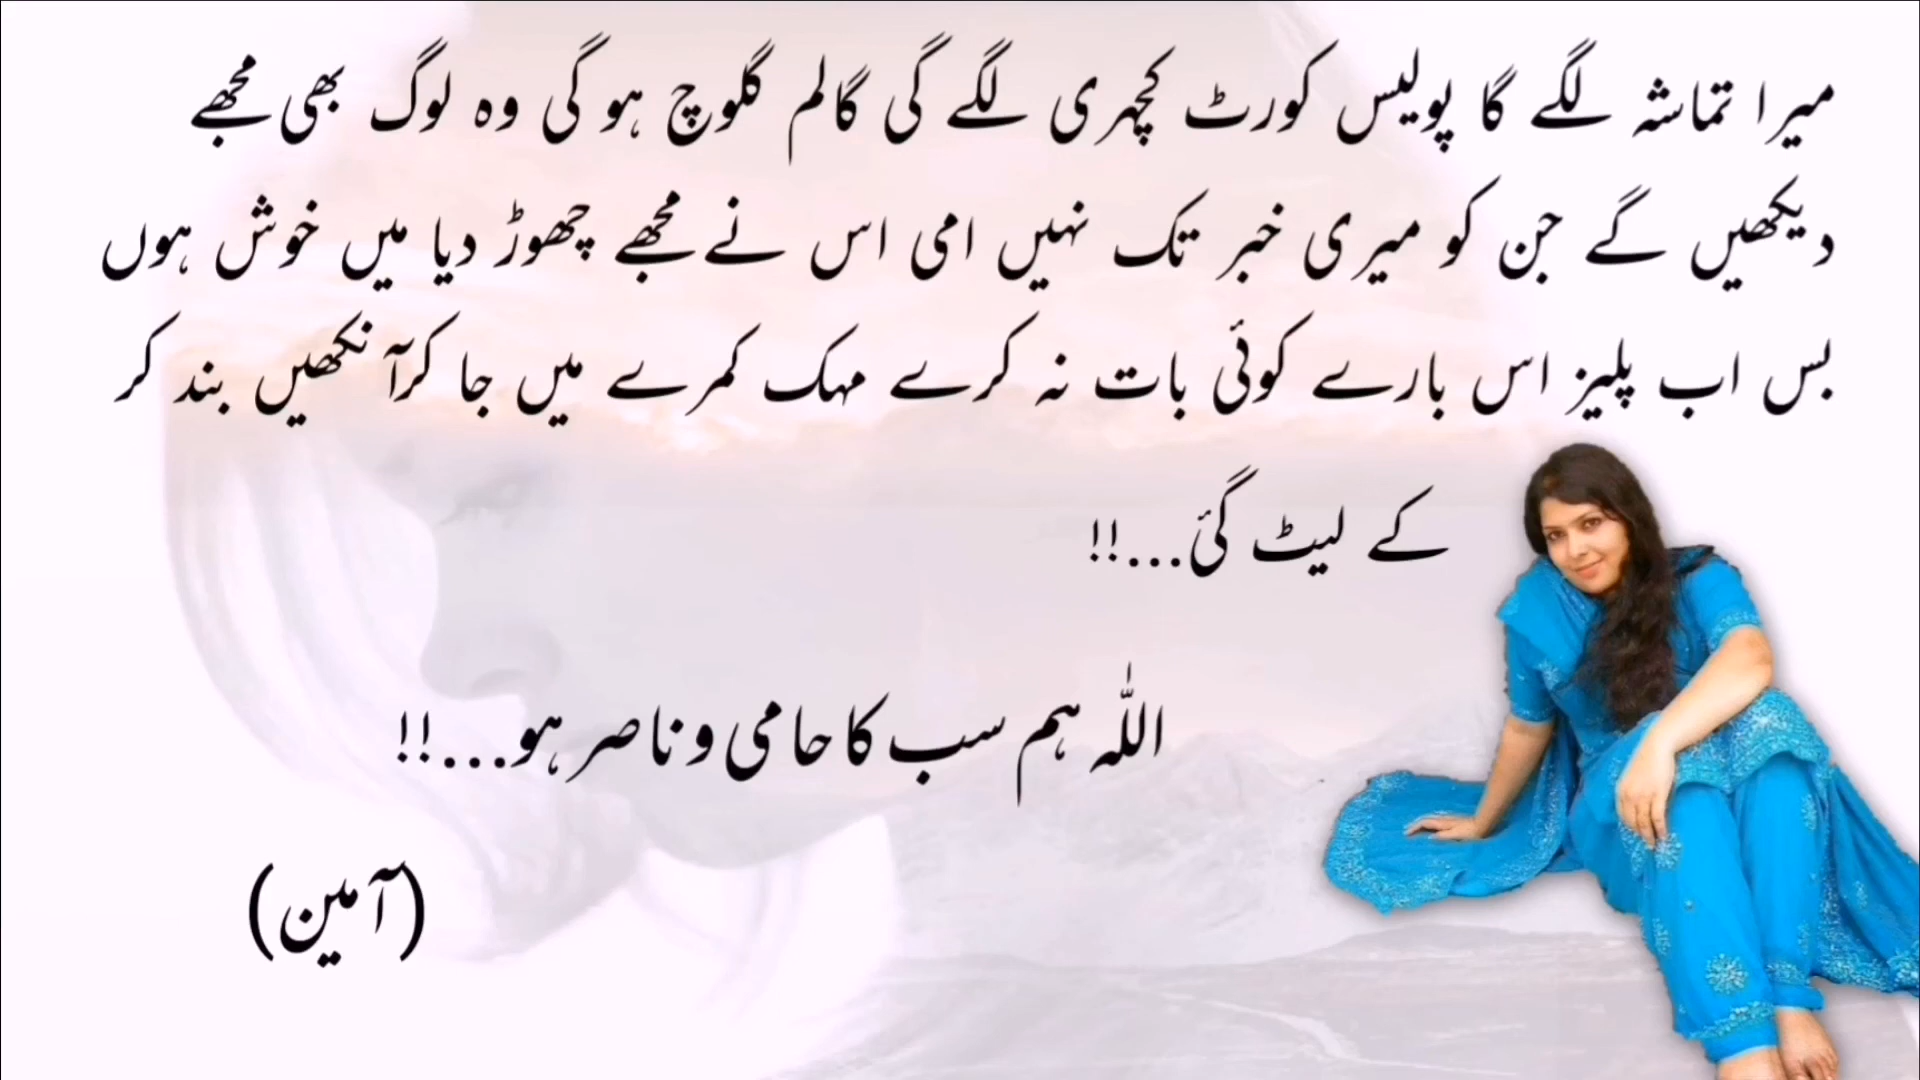 میرا تماشہ لگے گا پولیس کورٹ کچہری لگے گی گالم گلوچ ہو گی وہ لوگ بھی مجھے
دیکھیں گے جن کو میری خبر تک نہیں امی اس نے مجھے چھوڑ دیا میں خوش ہوں
بس اب پلیز اس بارے کوئی بات نہ کرے مہک کمرے میں جا کر آنکھیں بند کر
کے لیٹ گئ...!!
اللہ ہم سب کا حامی و ناصر ہو...!!
(آمین)